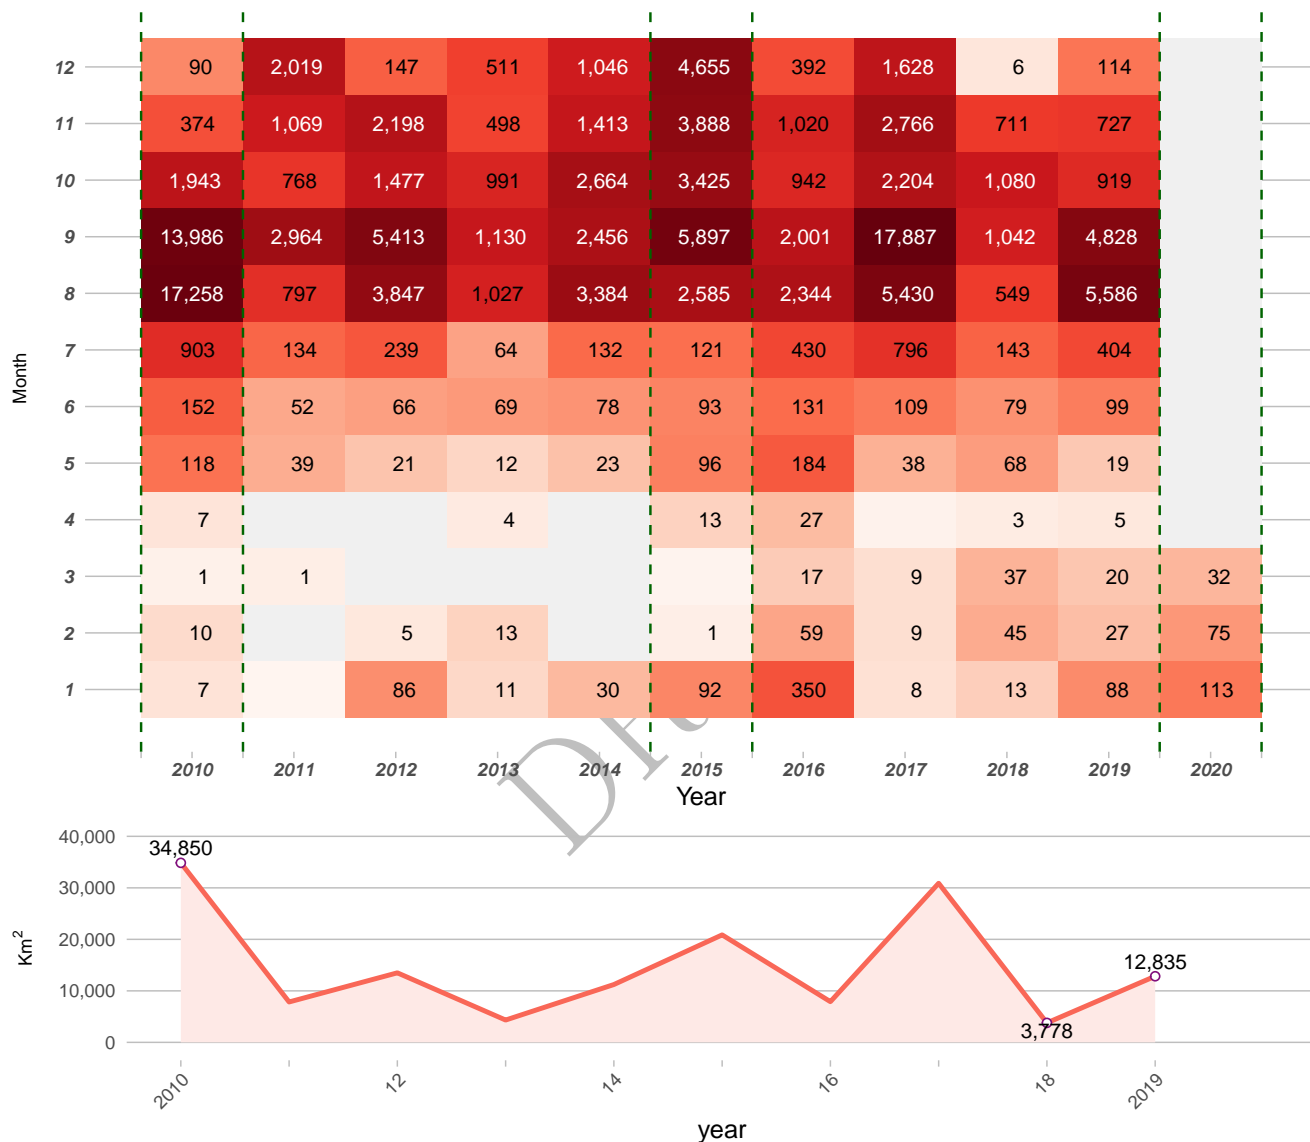 12 90 2,019 147 511 1,046 4,655 392 1,628 6 114
11 374 1,069 2,198 498 1,413 3,888 1,020 2,766 711 727
10 1,943 768 1,477 991 2,664 3,425 942 2,204 1,080 919
9 13,986 2,964 5,413 1,130 2,456 5,897 2,001 17,887 1,042 4,828
8 17,258 797 3,847 1,027 3,384 2,585 2,344 5,430 549 5,586
7 903 134 239 64 132 121 430 796 143 404
Month
6 152 52 66 69 78 93 131 109 79 99
5 118 39 21 12 23 96 184 38 68 19
4 7 4 13 27 3 5
3 1 1 17 9 37 20 32
2 10 5 13 1 59 9 45 27 75
1 7 86 11 30 92 350 8 13 88 113
2010 2011 2012 2013 2014 2015 2016 2017 2018 2019 2020
Year
40,000
34,850
30,000
20,000
Km²
12,835
10,000
3,778
0
2010 12 14 16 18 2019
year